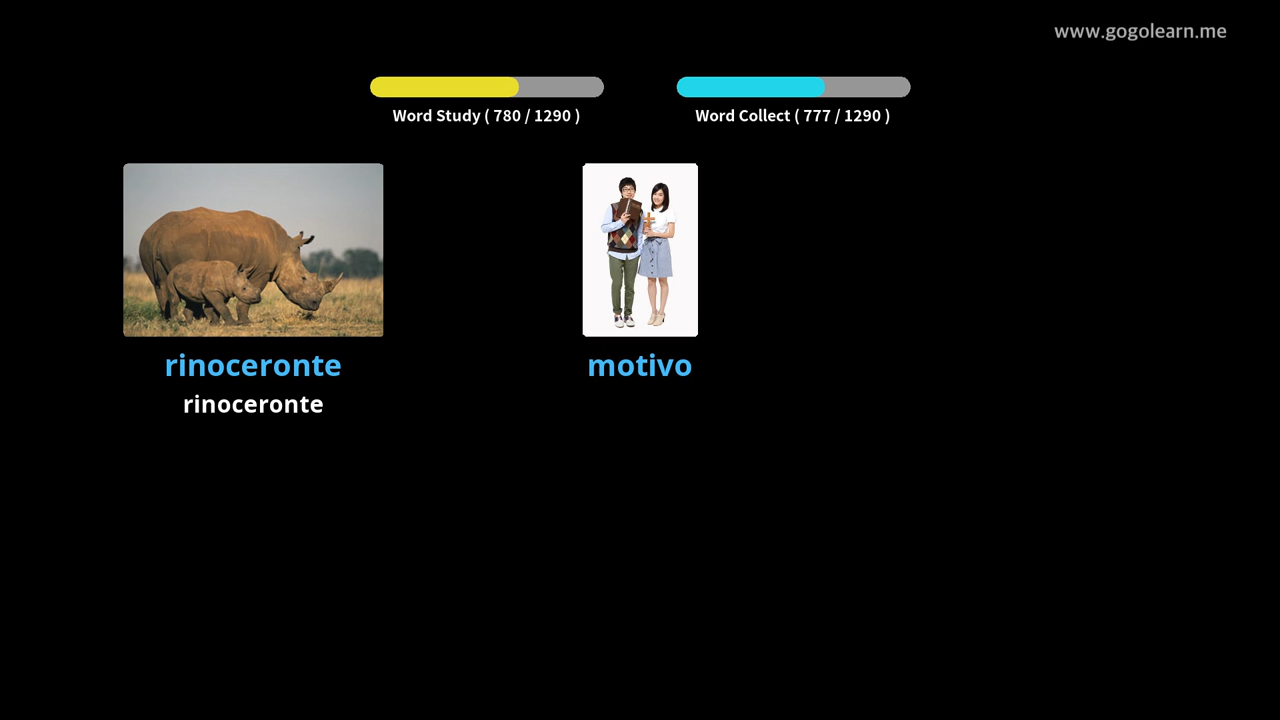 www.gogolearn.me
Word Study ( 780 / 1290 )
Word Collect ( 777 / 1290 )
rinoceronte
rinoceronte
motivo